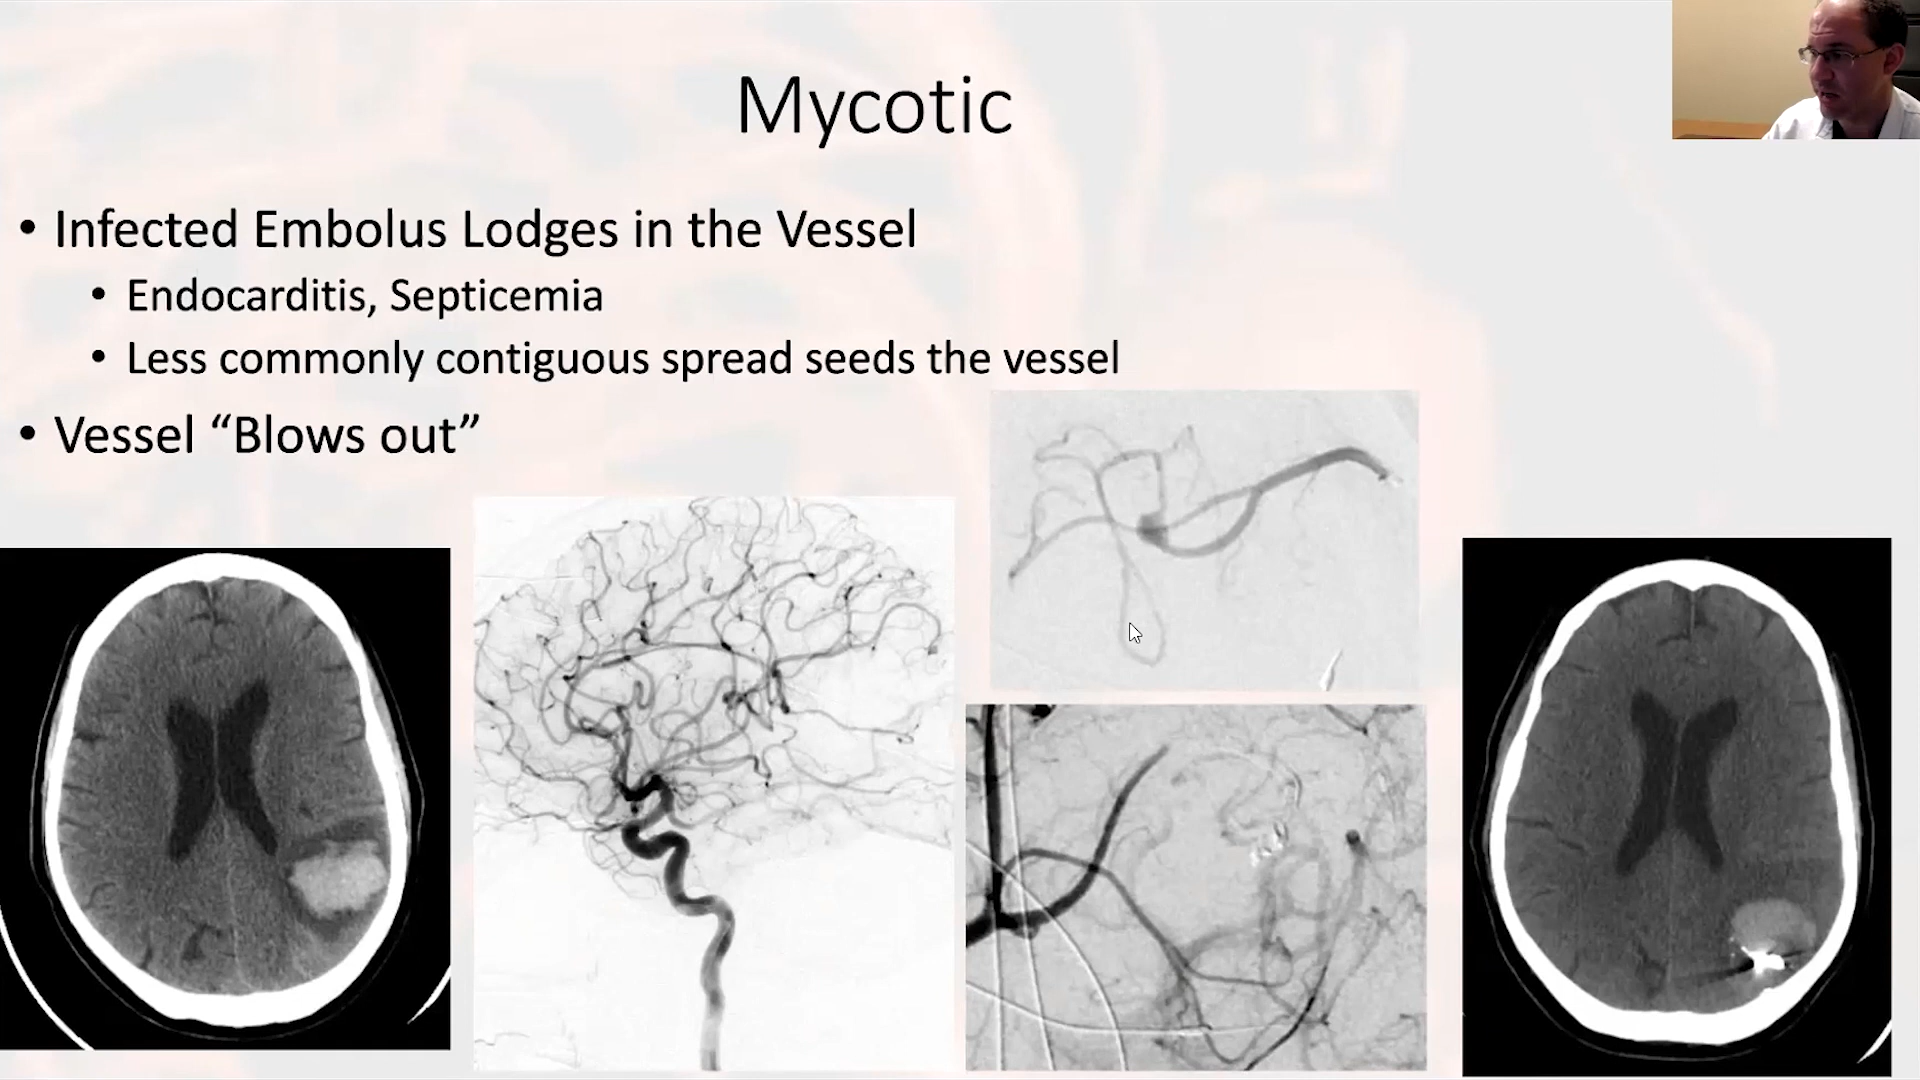 Mycotic
• Infected Embolus Lodges in the Vessel
• Endocarditis, Septicemia
• Less commonly contiguous spread seeds the vessel
• Vessel “Blows out”